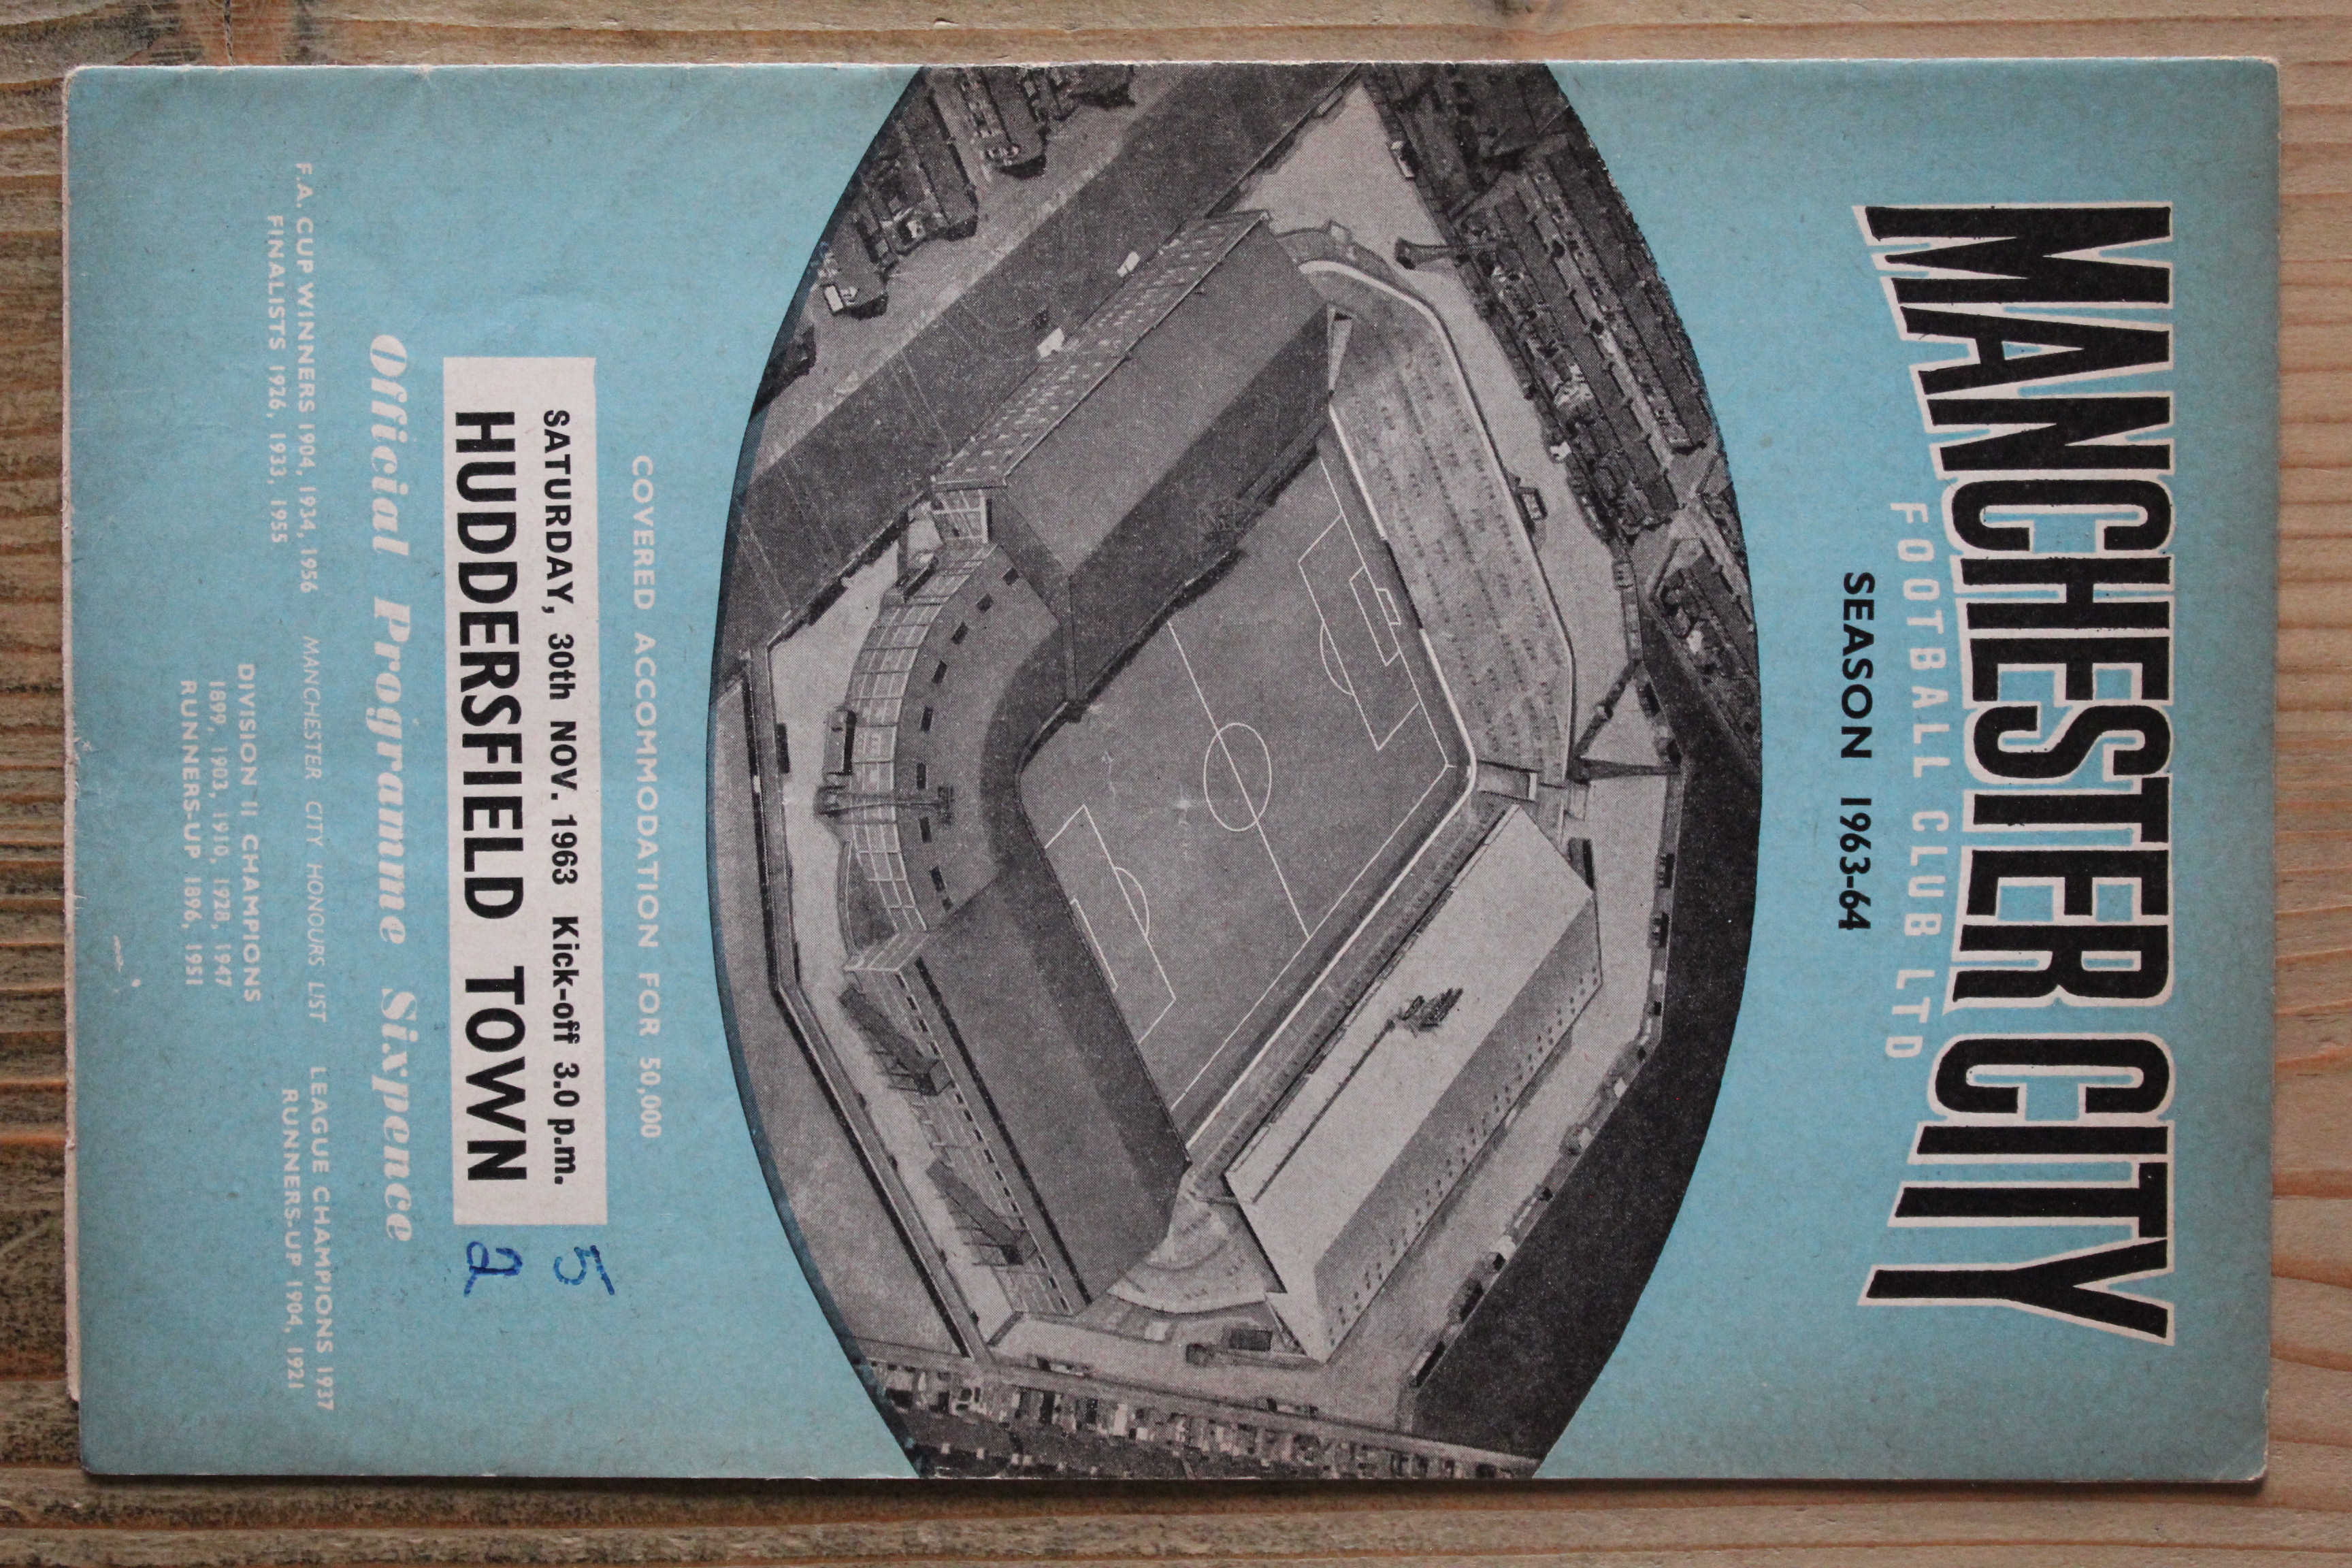 MANCHESTER CITY
FOOTBALL CLUB LTD
SEASON 1963-64
COVERED ACCOMMODATION FOR 50,000
SATURDAY, 30th NOV. 1963 Kick-off 3.0 p.m.
HUDDERSFIELD TOWN
5
2
Official Programme Sixpence
MANCHESTER CITY HONOURS LIST
F.A. CUP WINNERS 1904, 1934, 1956
FINALISTS 1926, 1933, 1955
DIVISION II CHAMPIONS
1899, 1903, 1910, 1928, 1947
RUNNERS-UP 1896, 1951
LEAGUE CHAMPIONS 1937
RUNNERS-UP 1904, 1921